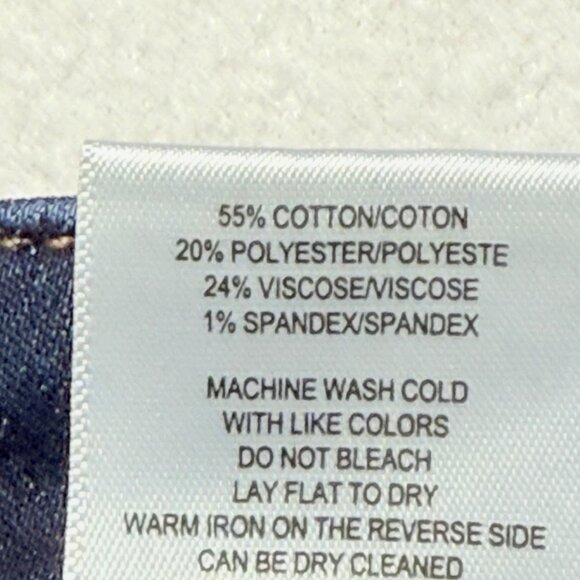 55% COTTON/COTON
20% POLYESTER/POLYESTE
24% VISCOSE/VISCOSE
1% SPANDEX/SPANDEX
MACHINE WASH COLD
WITH LIKE COLORS
DO NOT BLEACH
LAY FLAT TO DRY
WARM IRON ON THE REVERSE SIDE
CAN BE DRY CLEANED